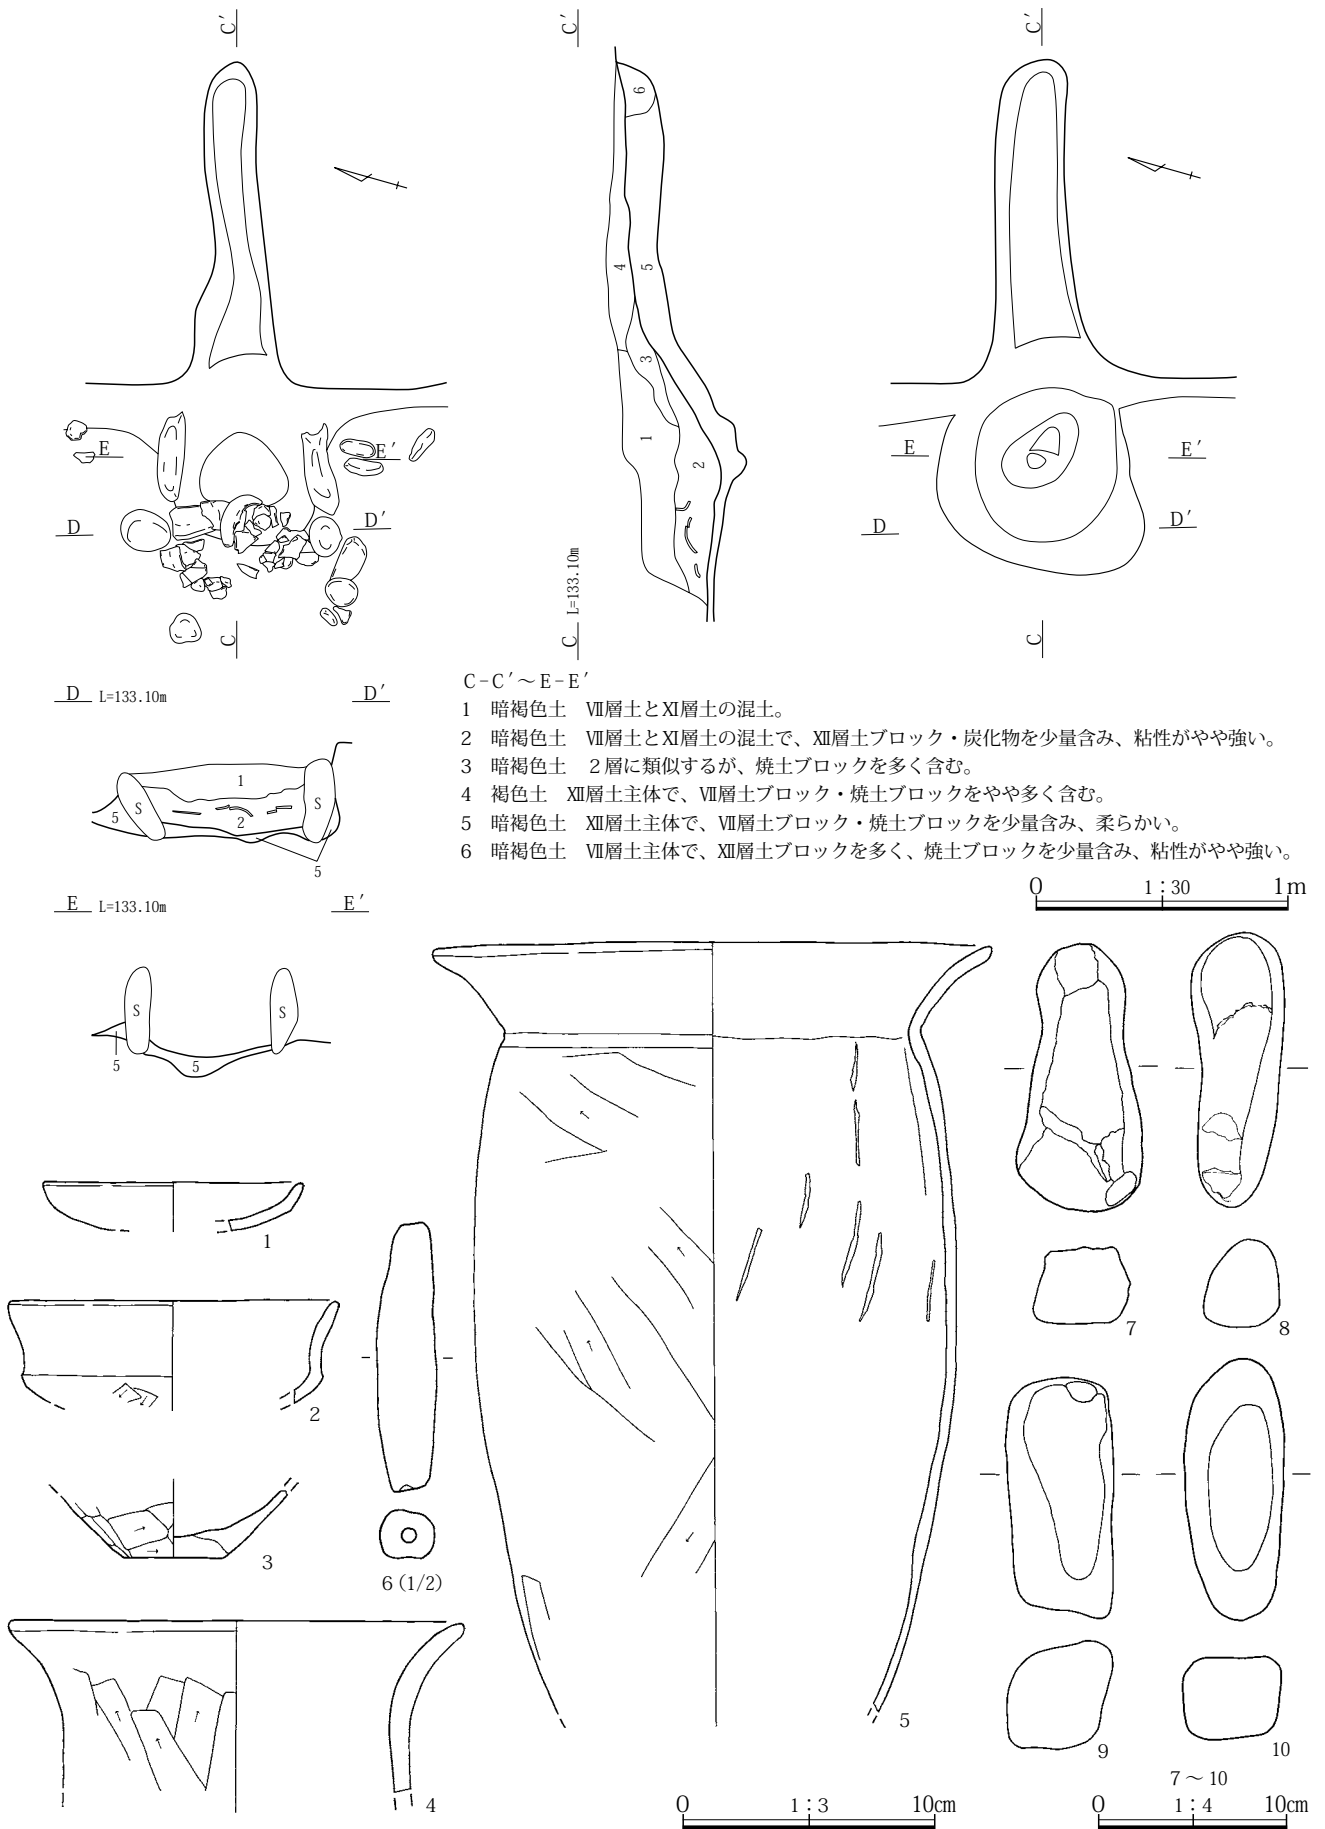 C′
C′
C′
6
4
5
3
1
2
E
E′
D
D′
C
C L=133.10m
E
E′
D
D′
C
D L=133.10m D′
1
S
S
5
2
5
E L=133.10m E′
S
S
5
5
C-C′～E-E′
1 暗褐色土 Ⅶ層土とⅪ層土の混土。
2 暗褐色土 Ⅶ層土とⅪ層土の混土で、Ⅻ層土ブロック・炭化物を少量含み、粘性がやや強い。
3 暗褐色土 2層に類似するが、焼土ブロックを多く含む。
4 褐色土 Ⅻ層土主体で、Ⅶ層土ブロック・焼土ブロックをやや多く含む。
5 暗褐色土 Ⅻ層土主体で、Ⅶ層土ブロック・焼土ブロックを少量含み、柔らかい。
6 暗褐色土 Ⅶ層土主体で、Ⅻ層土ブロックを多く、焼土ブロックを少量含み、粘性がやや強い。
0 1：30 1m
1
2
3
4
5
6 (1/2)
7
8
9
10
7～10
0 1：3 10cm
0 1：4 10cm